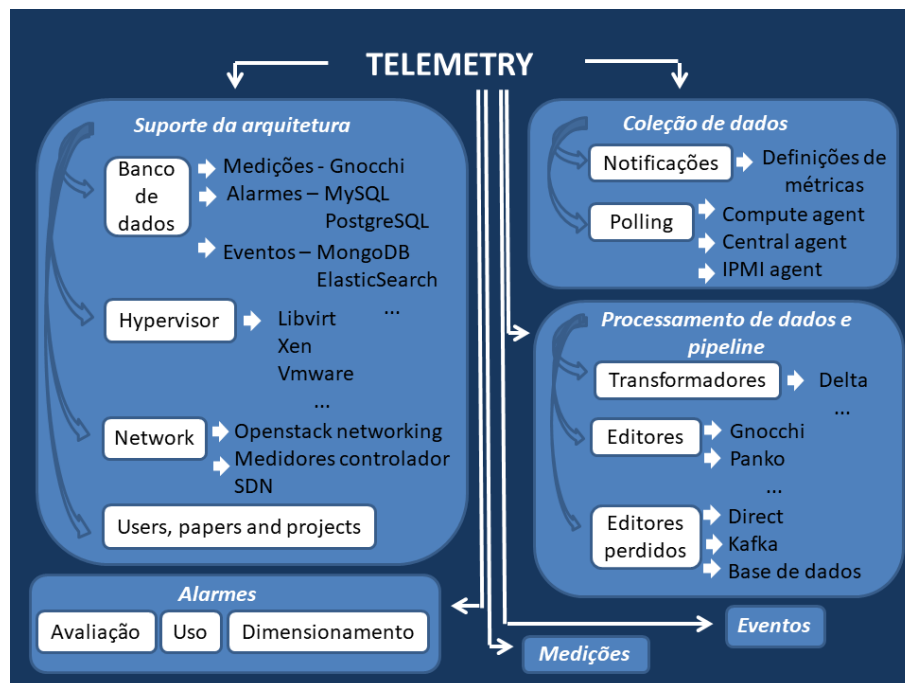 TELEMETRY
Suporte da arquitetura
Banco
de
dados
Medições - Gnocchi
Alarmes – MySQL
PostgreSQL
Eventos – MongoDB
ElasticSearch
...
Hypervisor
Libvirt
Xen
Vmware
...
Network
Openstack networking
Medidores controlador
SDN
Users, papers and projects
Coleção de dados
Notificações
Definições de
métricas
Polling
Compute agent
Central agent
IPMI agent
Processamento de dados e
pipeline
Transformadores
Delta
...
Editores
Gnocchi
Panko
...
Editores
perdidos
Direct
Kafka
Base de dados
Alarmes
Avaliação
Uso
Dimensionamento
Medições
Eventos